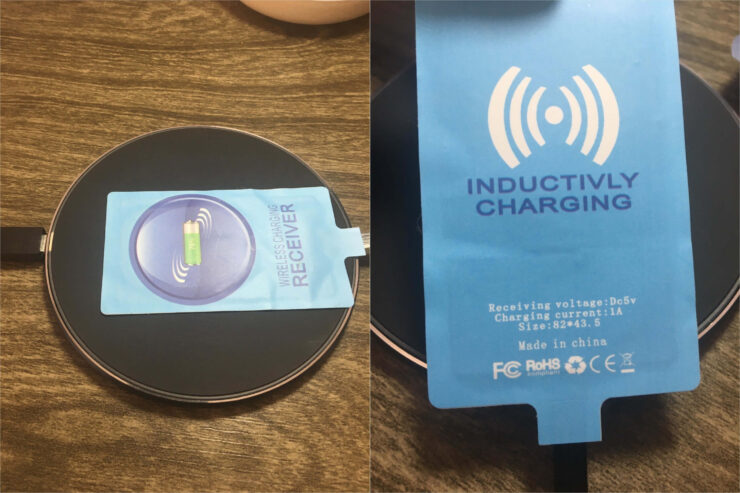 WIRELESS CHARGING
RECEIVER
INDUCTIVLY
CHARGING
Receiving voltage:Dc5v
Charging current:1A
Size:82*43.5
Made in china
FC RoHS CE
compliant